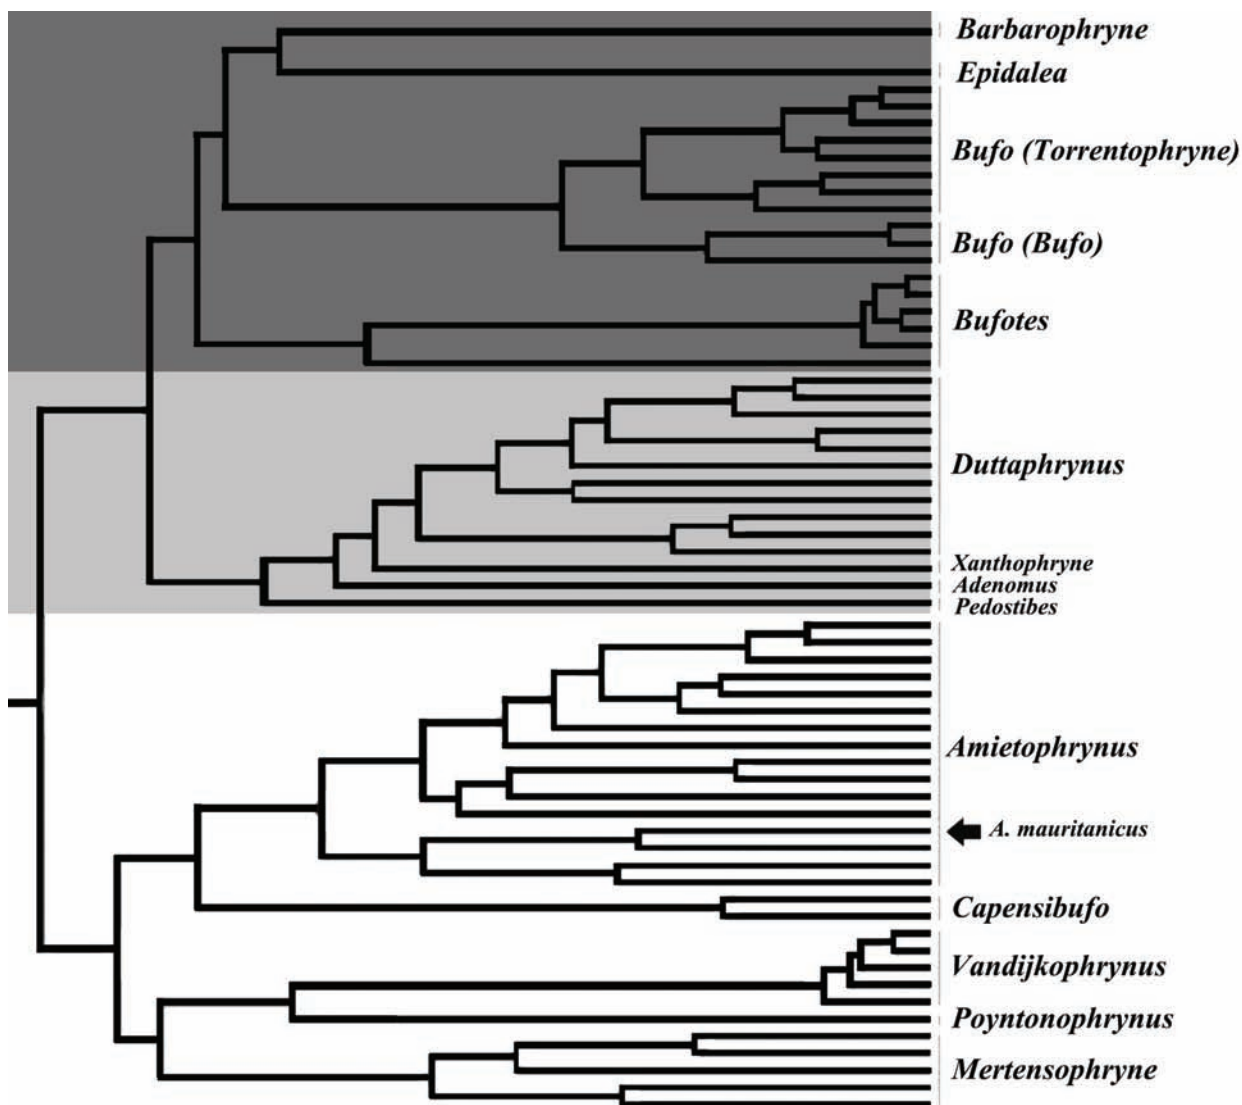 Barbarophryne
Epidalea
Bufo (Torrentophryne)
Bufo (Bufo)
Bufotes
Duttaphrynus
Xanthophryne
Adenomus
Pedostibes
Amietophrynus
A. mauritanicus
Capensibufo
Vandijkophrynus
Poyntonophrynus
Mertensophryne